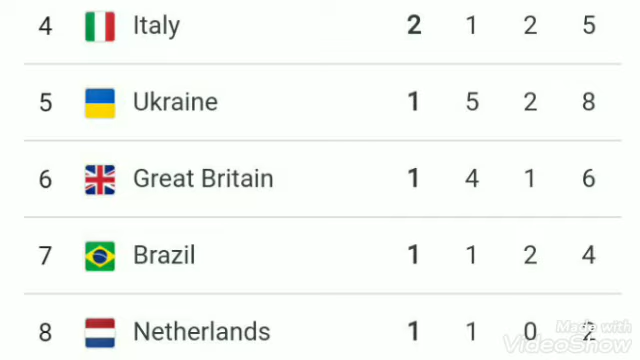 4 Italy 2 1 2 5
5 Ukraine 1 5 2 8
6 Great Britain 1 4 1 6
7 Brazil 1 1 2 4
8 Netherlands 1 1 0 2
Made with
VideoShow